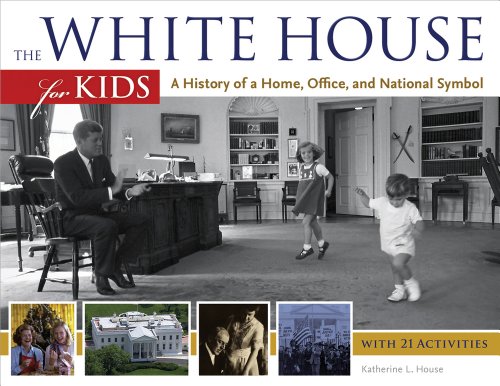 THE WHITE HOUSE
for KIDS
A History of a Home, Office, and National Symbol
WITH 21 ACTIVITIES
Katherine L. House